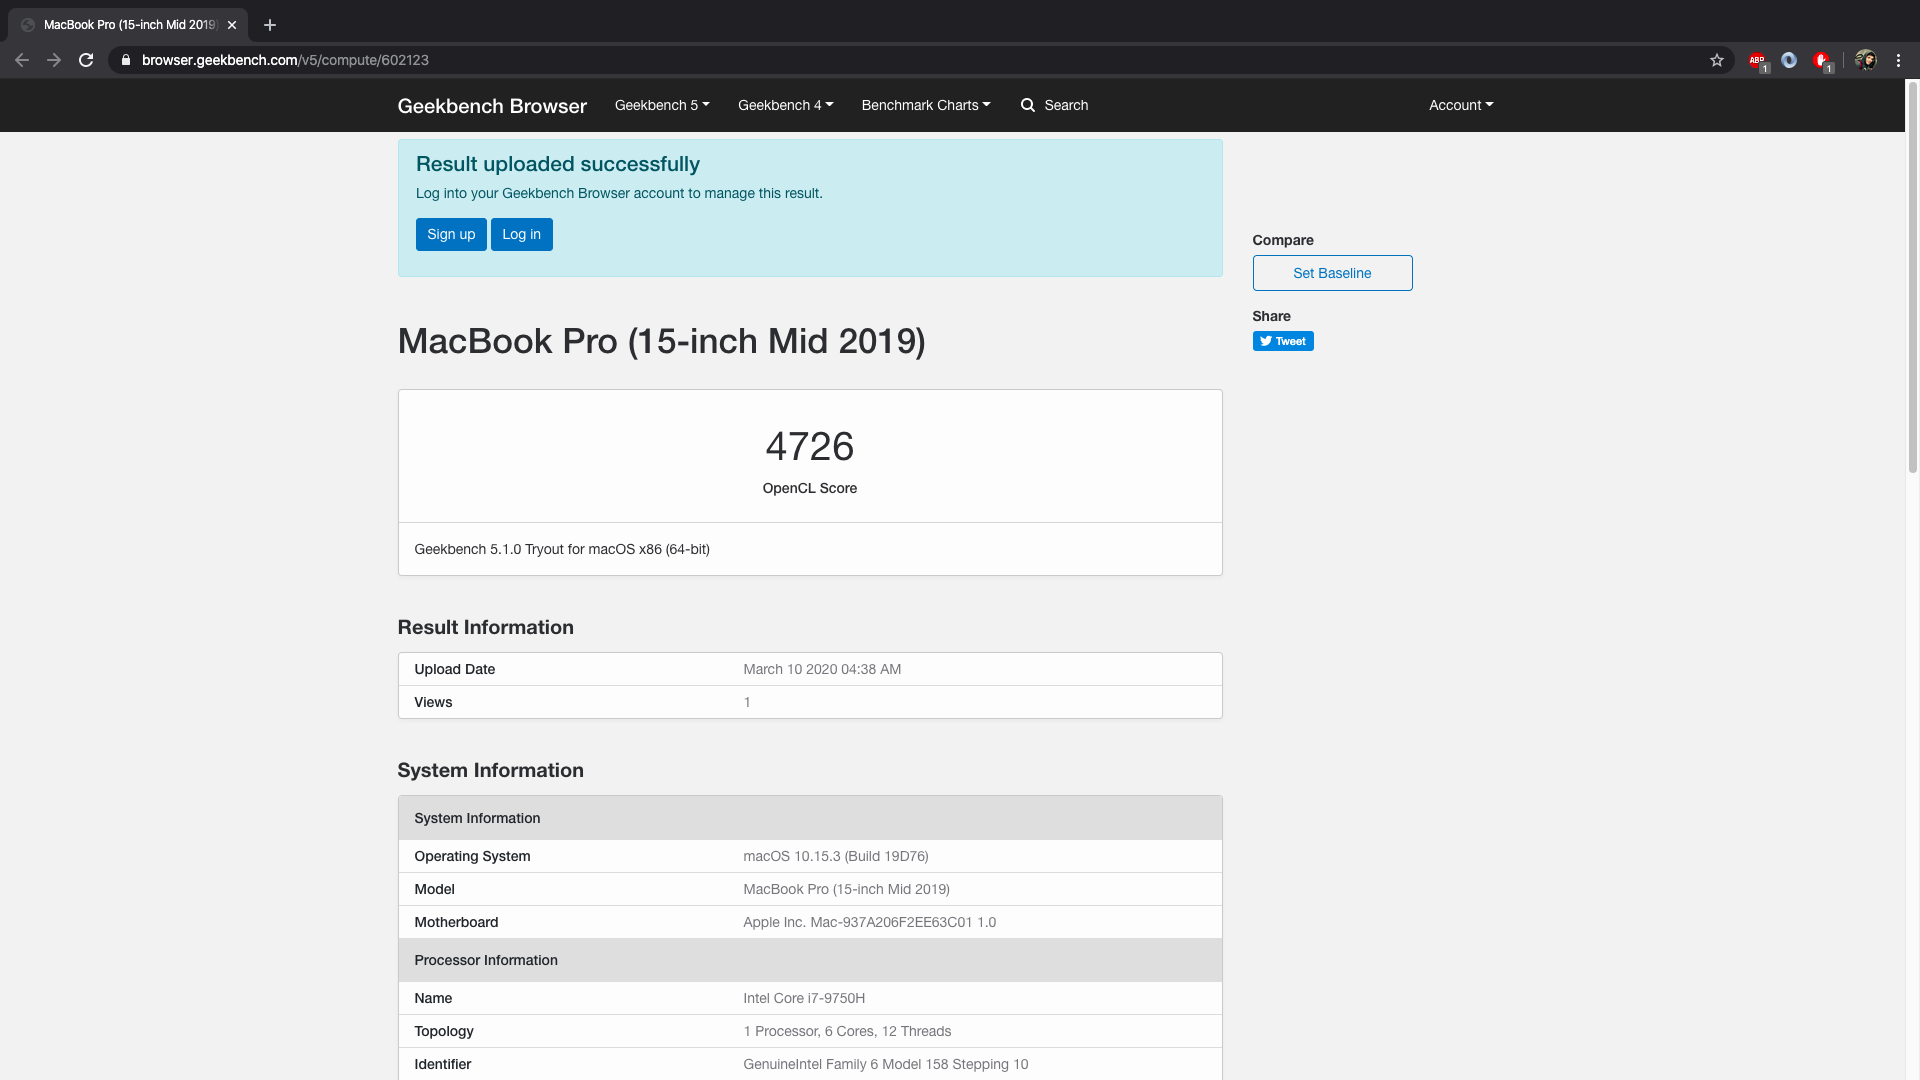 MacBook Pro (15-inch Mid 2019)
browser.geekbench.com/v5/compute/602123
ABP 1
1
Geekbench Browser Geekbench 5 Geekbench 4 Benchmark Charts Search Account
Result uploaded successfully
Log into your Geekbench Browser account to manage this result.
Sign up Log in
Compare
Set Baseline
Share
Tweet
MacBook Pro (15-inch Mid 2019)
4726
OpenCL Score
Geekbench 5.1.0 Tryout for macOS x86 (64-bit)
Result Information
Upload Date March 10 2020 04:38 AM
Views 1
System Information
System Information
Operating System macOS 10.15.3 (Build 19D76)
Model MacBook Pro (15-inch Mid 2019)
Motherboard Apple Inc. Mac-937A206F2EE63C01 1.0
Processor Information
Name Intel Core i7-9750H
Topology 1 Processor, 6 Cores, 12 Threads
Identifier GenuineIntel Family 6 Model 158 Stepping 10